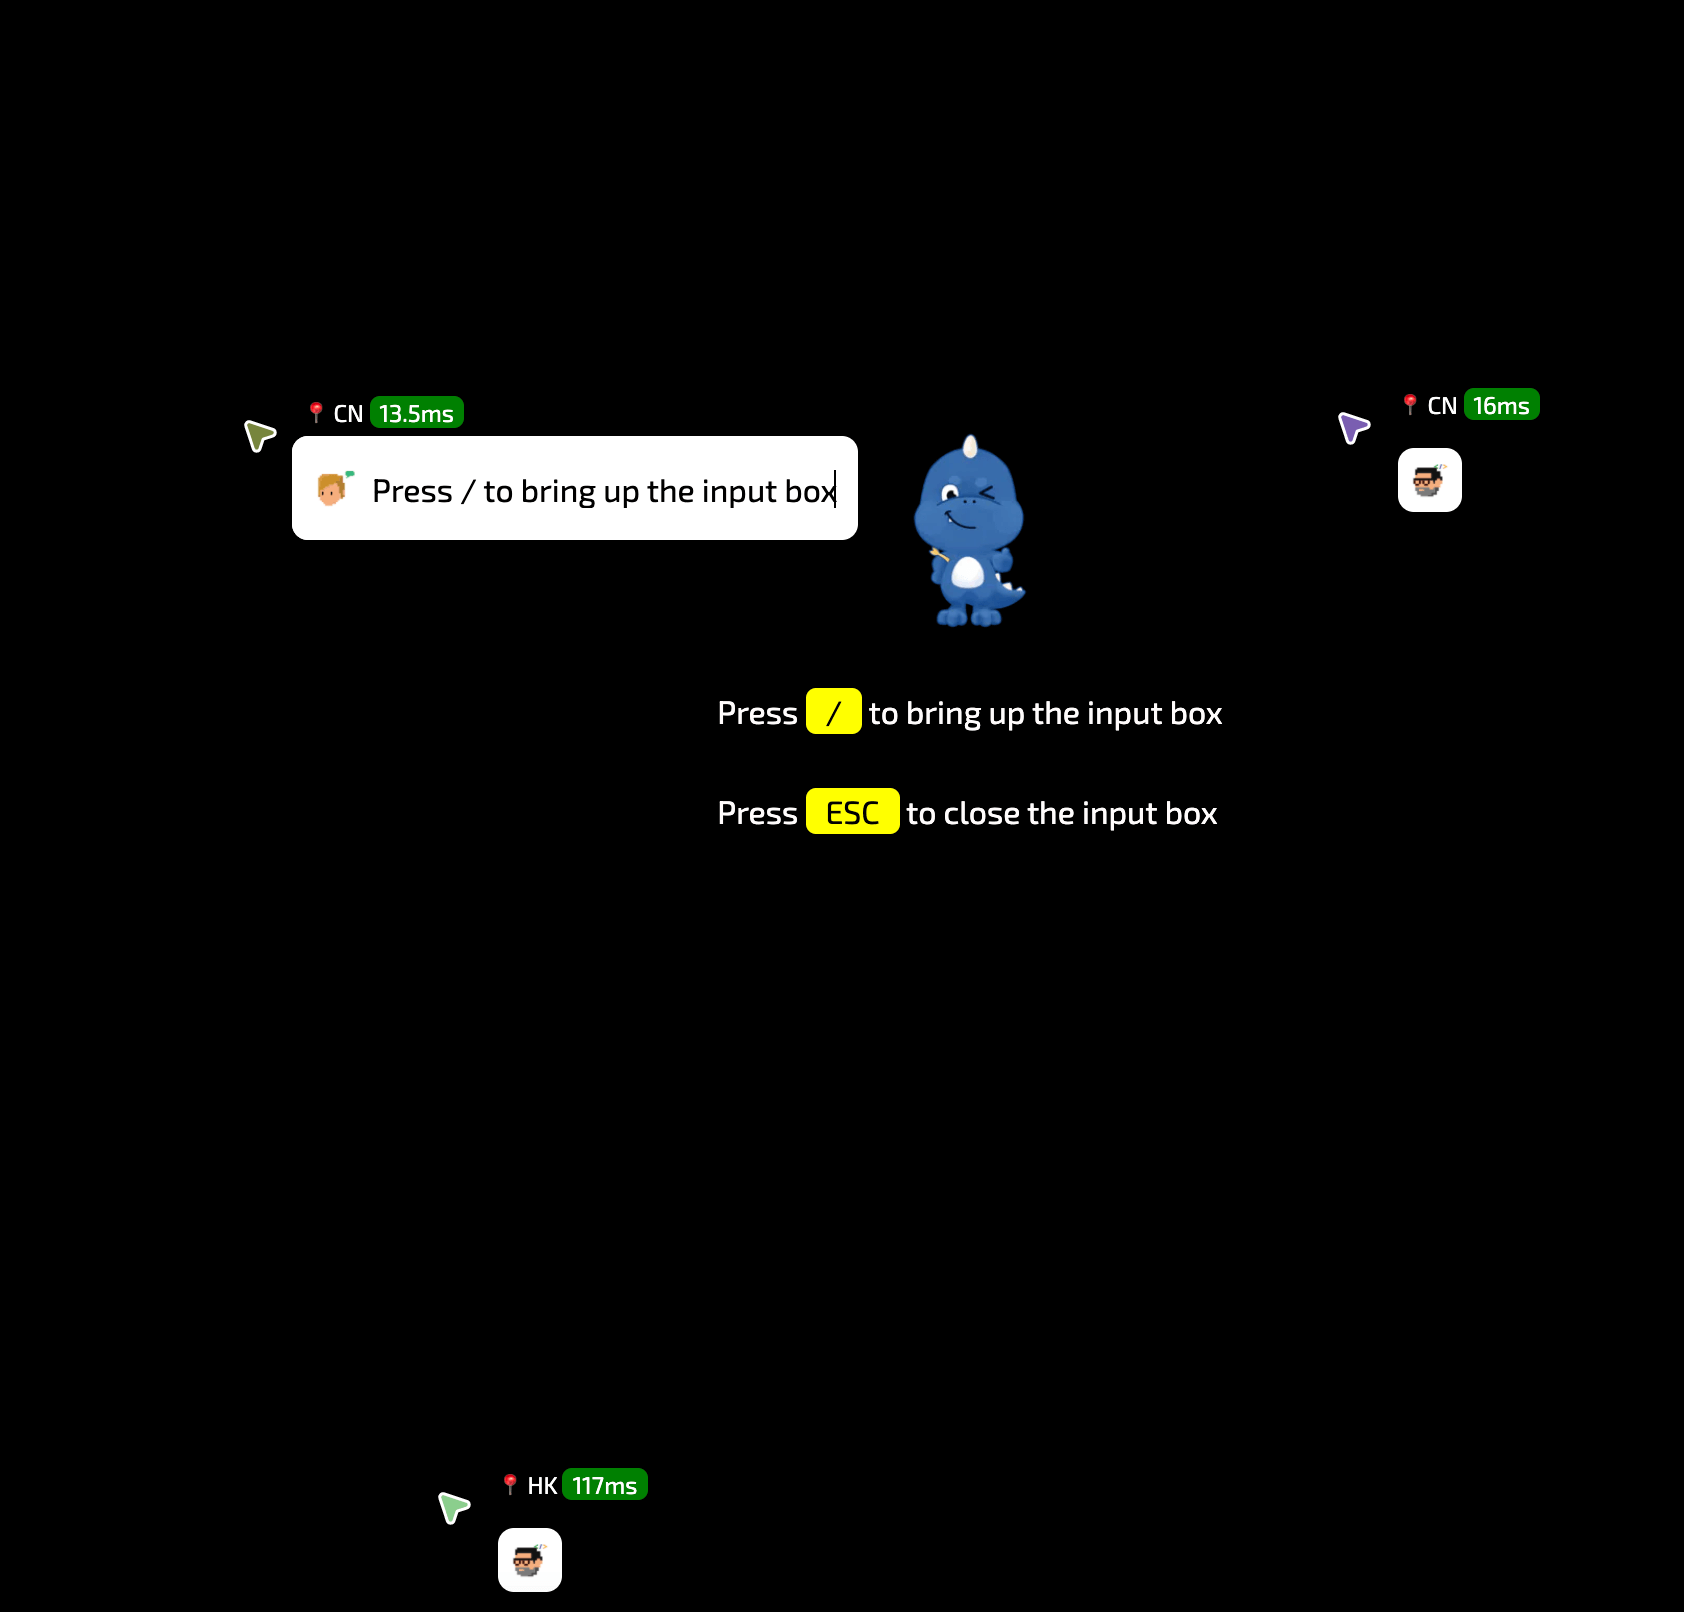 CN 13.5ms
CN 16ms
Press / to bring up the input box
Press / to bring up the input box
Press ESC to close the input box
HK 117ms